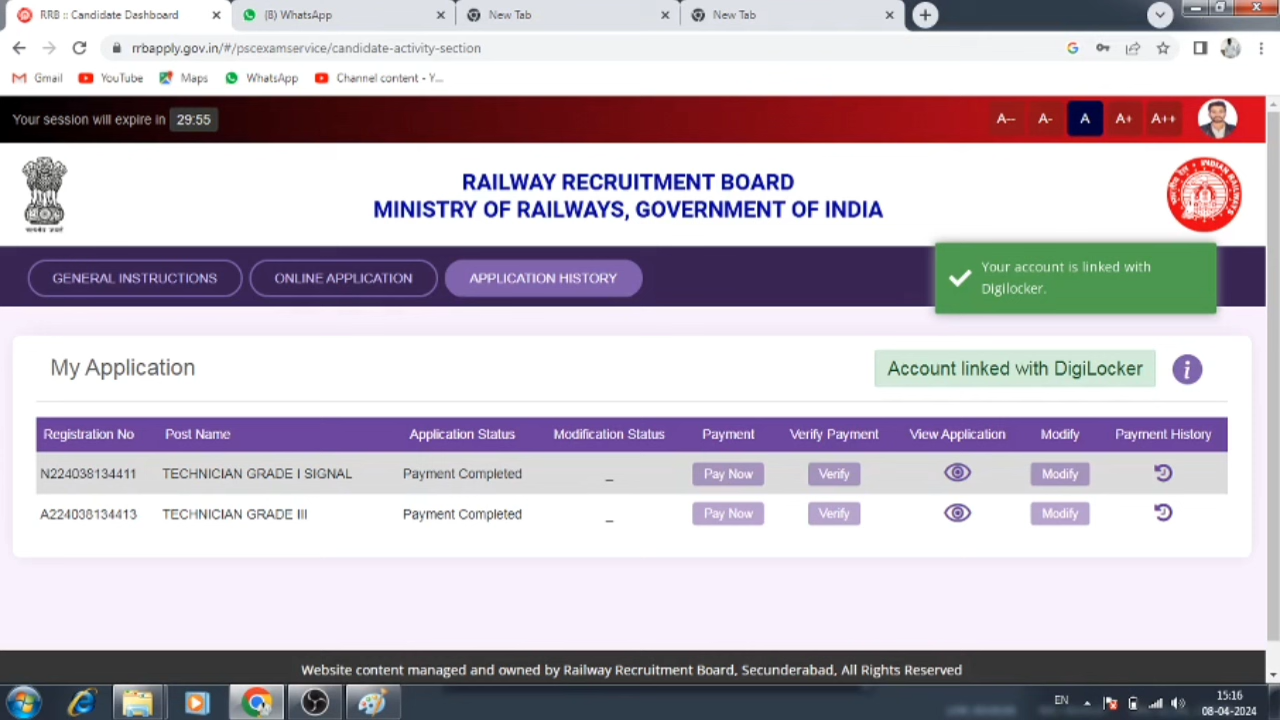 RRB :: Candidate Dashboard
(8) WhatsApp
New Tab
New Tab
rrbapply.gov.in/#/pscexamservice/candidate-activity-section
Gmail YouTube Maps WhatsApp Channel content - Y...
Your session will expire in 29:55
A-- A- A A+ A++
RAILWAY RECRUITMENT BOARD
MINISTRY OF RAILWAYS, GOVERNMENT OF INDIA
INDIAN RAILWAYS
GENERAL INSTRUCTIONS ONLINE APPLICATION APPLICATION HISTORY
Your account is linked with
Digilocker.
My Application
Account linked with DigiLocker
i
Registration No Post Name Application Status Modification Status Payment Verify Payment View Application Modify Payment History
N224038134411 TECHNICIAN GRADE I SIGNAL Payment Completed _ Pay Now Verify Modify
A224038134413 TECHNICIAN GRADE III Payment Completed _ Pay Now Verify Modify
Website content managed and owned by Railway Recruitment Board, Secunderabad, All Rights Reserved
EN
15:16
08-04-2024